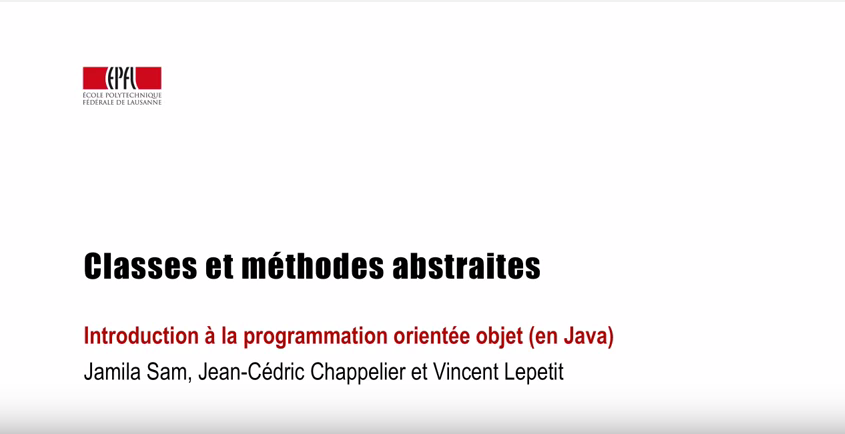 EPFL
ÉCOLE POLYTECHNIQUE
FÉDÉRALE DE LAUSANNE
Classes et méthodes abstraites
Introduction à la programmation orientée objet (en Java)
Jamila Sam, Jean-Cédric Chappelier et Vincent Lepetit